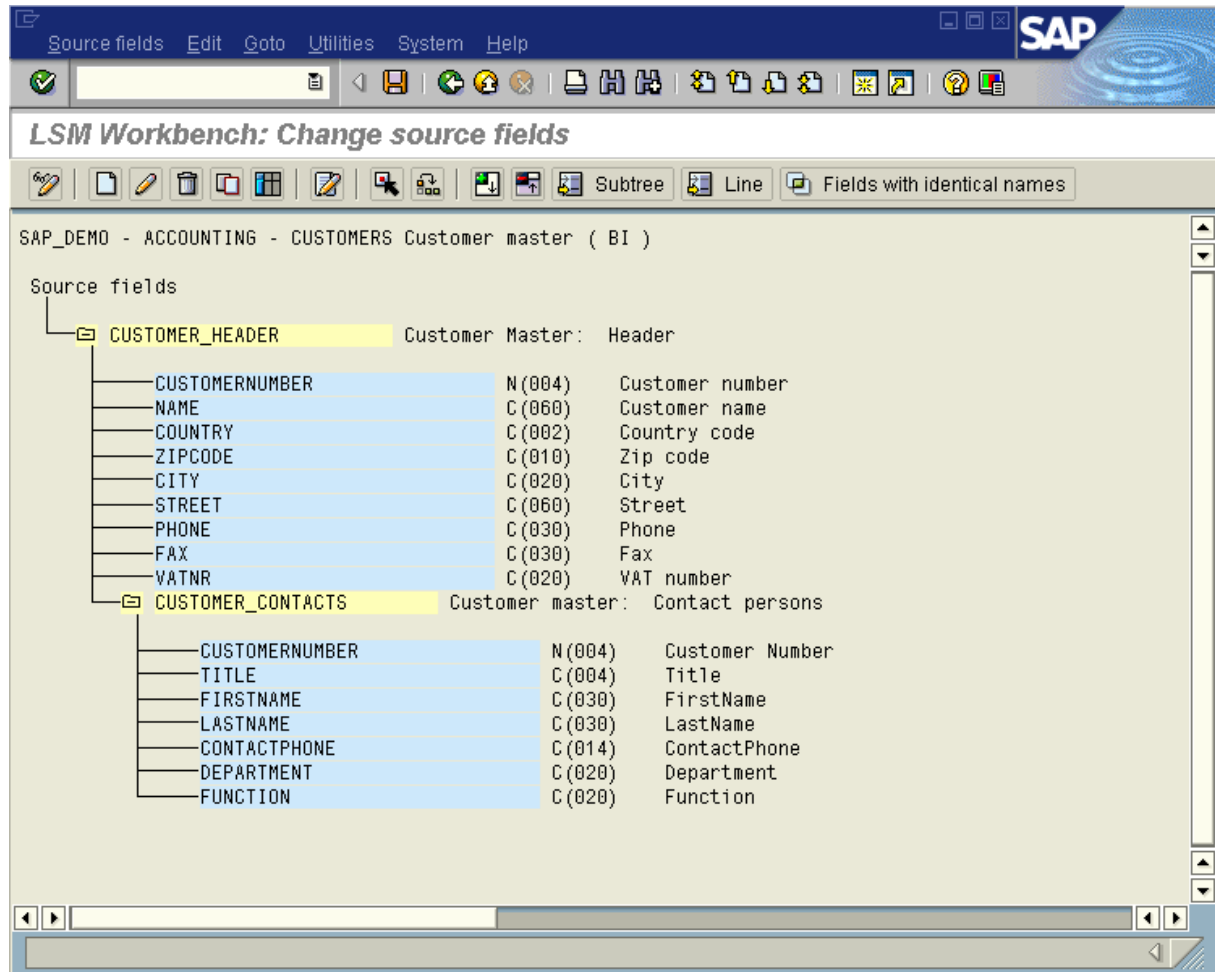 Source fields Edit Goto Utilities System Help
SAP
LSM Workbench: Change source fields
Subtree Line Fields with identical names
SAP_DEMO - ACCOUNTING - CUSTOMERS Customer master ( BI )
Source fields
CUSTOMER_HEADER Customer Master: Header
CUSTOMERNUMBER N(004) Customer number
NAME C(060) Customer name
COUNTRY C(002) Country code
ZIPCODE C(010) Zip code
CITY C(020) City
STREET C(060) Street
PHONE C(030) Phone
FAX C(030) Fax
VATNR C(020) VAT number
CUSTOMER_CONTACTS Customer master: Contact persons
CUSTOMERNUMBER N(004) Customer Number
TITLE C(004) Title
FIRSTNAME C(030) FirstName
LASTNAME C(030) LastName
CONTACTPHONE C(014) ContactPhone
DEPARTMENT C(020) Department
FUNCTION C(020) Function